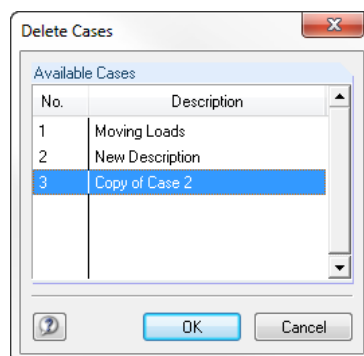 Delete Cases
Available Cases
No. Description
1 Moving Loads
2 New Description
3 Copy of Case 2
OK Cancel